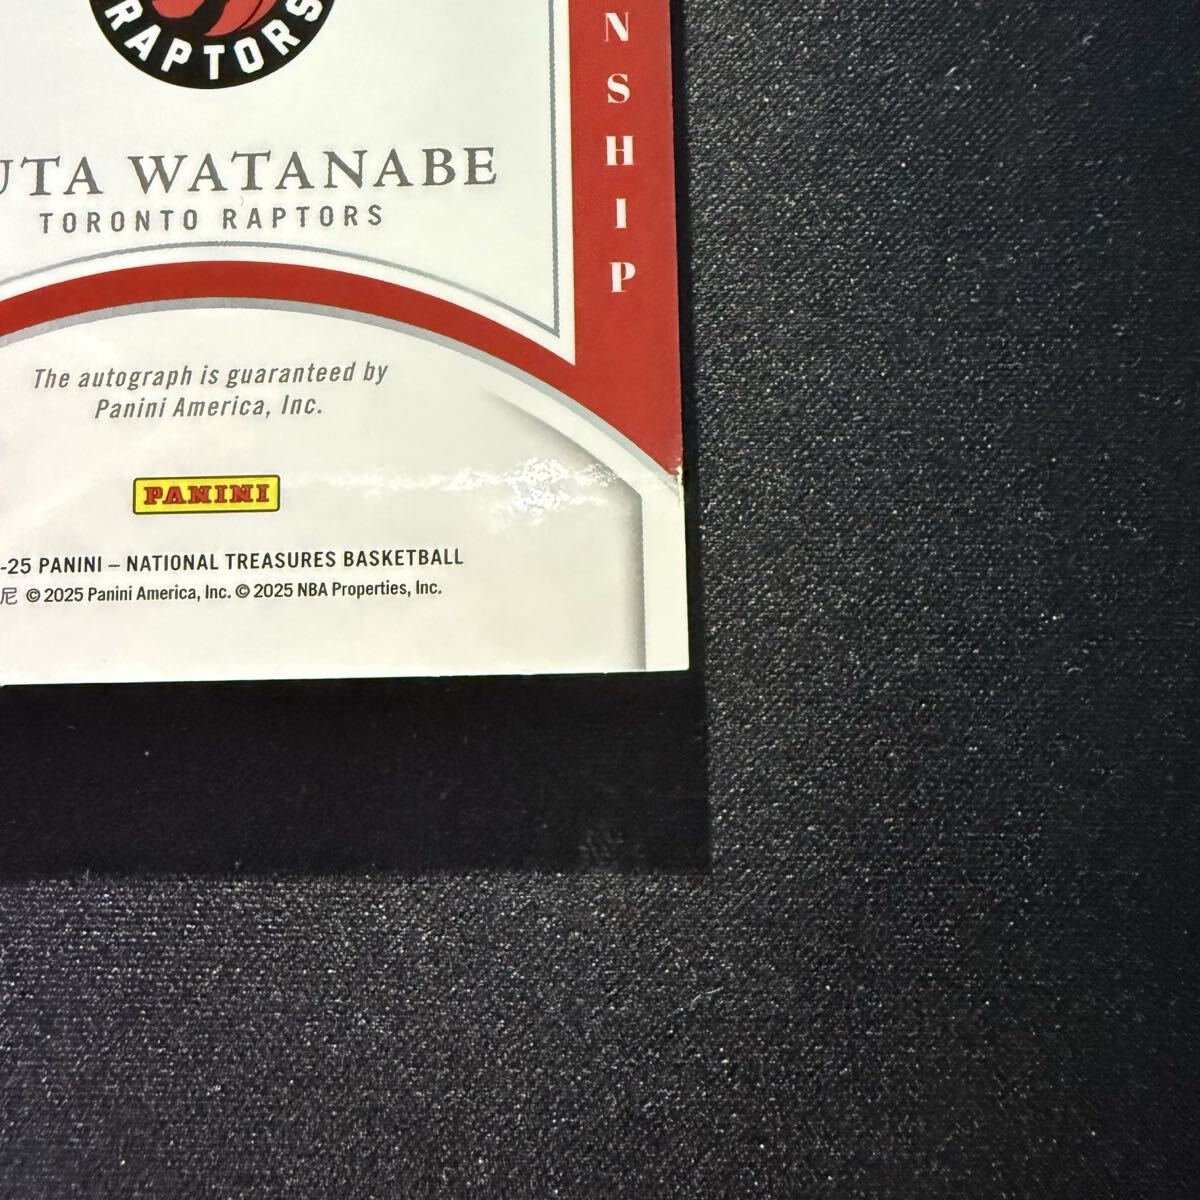 RAPTORS
N
S
H
I
P
UTA WATANABE
TORONTO RAPTORS
The autograph is guaranteed by
Panini America, Inc.
PANINI
-25 PANINI – NATIONAL TREASURES BASKETBALL
尼 © 2025 Panini America, Inc. © 2025 NBA Properties, Inc.